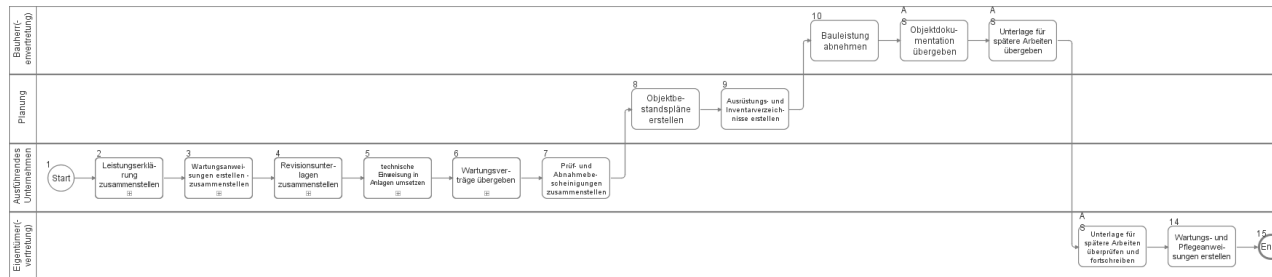 Bauherr(-
envertretung)
10
Bauleistung
abnehmen
A
S
Objektdoku-
mentation
übergeben
A
S
Unterlage für
spätere Arbeiten
übergeben
Planung
8
Objektbe-
standspläne
erstellen
9
Ausrüstungs- und
Inventarverzeich-
nisse erstellen
Ausführendes
Unternehmen
1
Start
2
Leistungserklä-
rung
zusammenstellen
3
Wartungsanwei-
sungen erstellen -
zusammenstellen
4
Revisionsunter-
lagen
zusammenstellen
5
technische
Einweisung in
Anlagen umsetzen
6
Wartungsver-
träge übergeben
7
Prüf- und
Abnahmebe-
scheinigungen
zusammenstellen
Eigentümer(-
vertretung)
A
S
Unterlage für
spätere Arbeiten
überprüfen und
fortschreiben
14
Wartungs- und
Pflegeanwei-
sungen erstellen
15
En